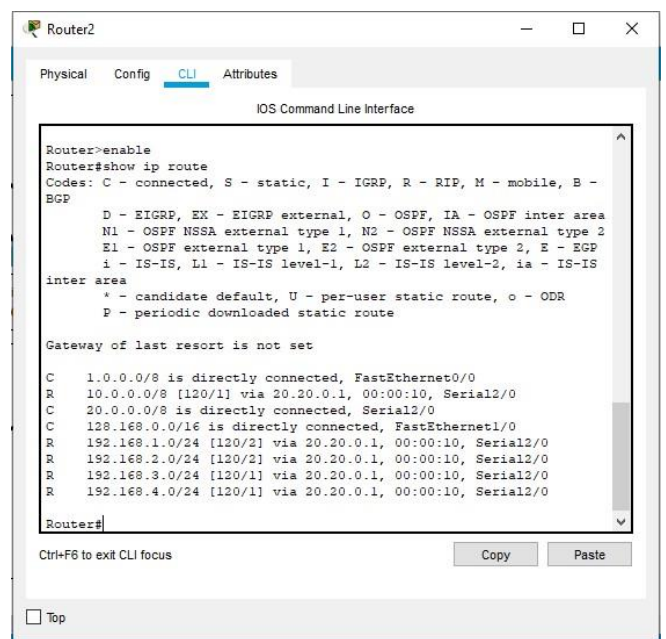 Router2
Physical Config CLI Attributes
IOS Command Line Interface
Router>enable
Router#show ip route
Codes: C - connected, S - static, I - IGRP, R - RIP, M - mobile, B -
BGP
D - EIGRP, EX - EIGRP external, O - OSPF, IA - OSPF inter area
N1 - OSPF NSSA external type 1, N2 - OSPF NSSA external type 2
E1 - OSPF external type 1, E2 - OSPF external type 2, E - EGP
i - IS-IS, L1 - IS-IS level-1, L2 - IS-IS level-2, ia - IS-IS
inter area
* - candidate default, U - per-user static route, o - ODR
P - periodic downloaded static route
Gateway of last resort is not set
C 1.0.0.0/8 is directly connected, FastEthernet0/0
R 10.0.0.0/8 [120/1] via 20.20.0.1, 00:00:10, Serial2/0
C 20.0.0.0/8 is directly connected, Serial2/0
C 128.168.0.0/16 is directly connected, FastEthernet1/0
R 192.168.1.0/24 [120/2] via 20.20.0.1, 00:00:10, Serial2/0
R 192.168.2.0/24 [120/2] via 20.20.0.1, 00:00:10, Serial2/0
R 192.168.3.0/24 [120/1] via 20.20.0.1, 00:00:10, Serial2/0
R 192.168.4.0/24 [120/1] via 20.20.0.1, 00:00:10, Serial2/0
Router#
Ctrl+F6 to exit CLI focus Copy Paste
Top